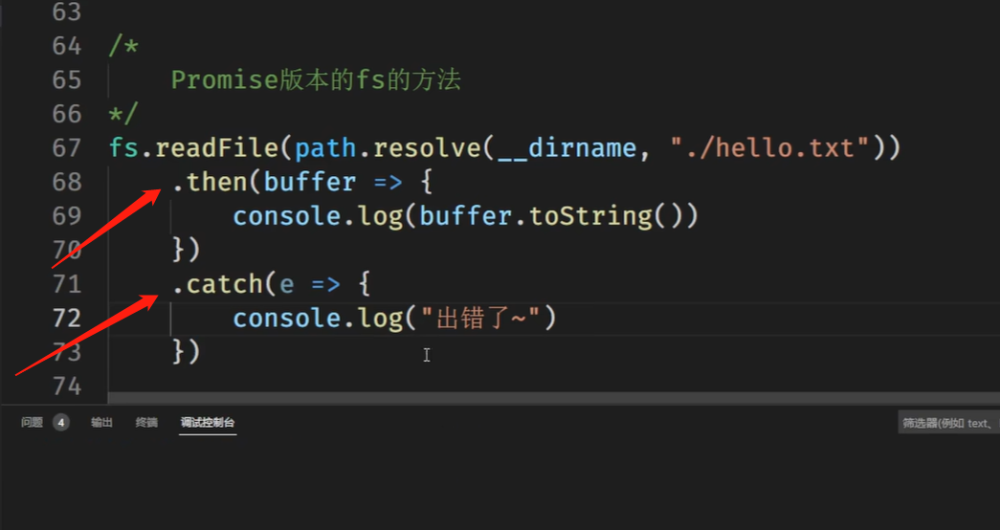 63
64 /*
65 Promise版本的fs的方法
66 */
67 fs.readFile(path.resolve(__dirname, "./hello.txt"))
68 .then(buffer => {
69 console.log(buffer.toString())
70 })
71 .catch(e => {
72 console.log("出错了~")
73 })
74
问题 4 输出 终端 调试控制台 筛选器(例如 text、